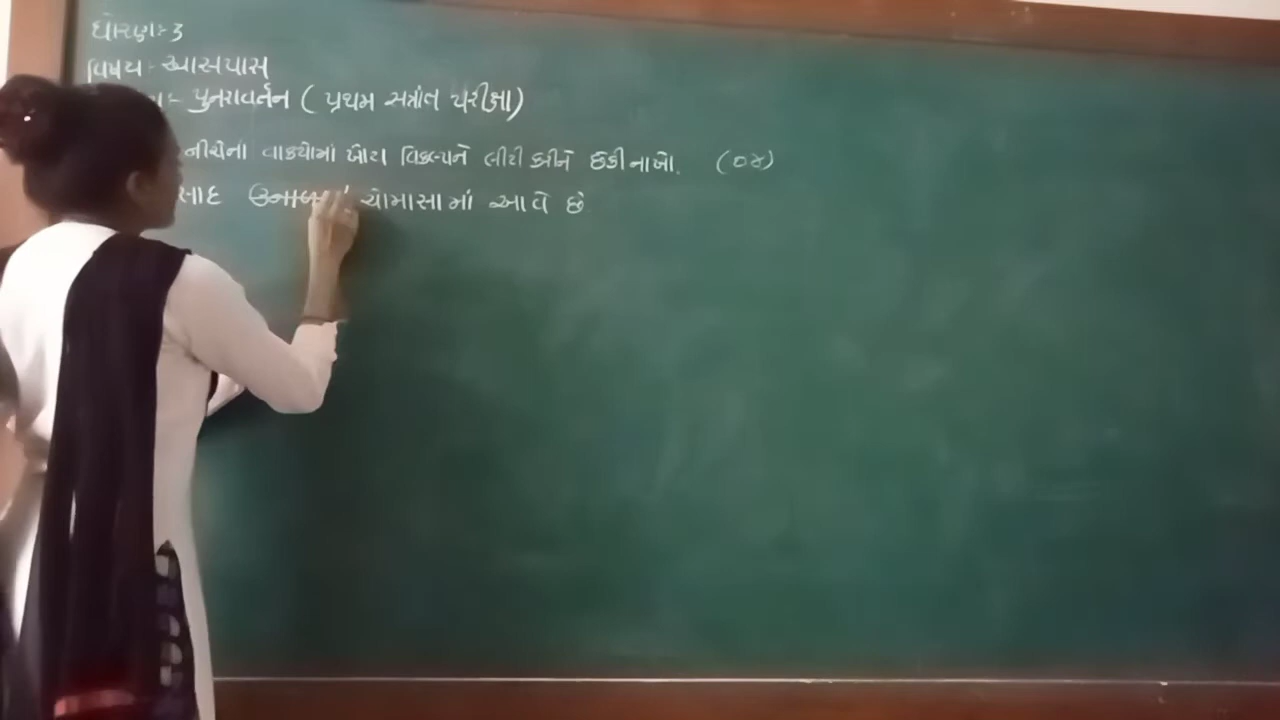 ધોરણ:-3
વિષય - આસપાસ
:- પુનરાવર્તન ( પ્રથમ સત્રાંત પરીક્ષા)
નીચેના વાક્યોમાં ખોટા વિકલ્પને લીટી કરીને છેકી નાખો. (૦૪)
ચોમાસામાં આવે છે